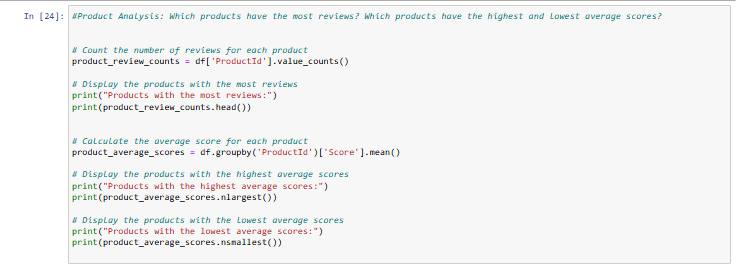 In [24]: #Product Analysis: Which products have the most reviews? Which products have the highest and lowest average scores?
# Count the number of reviews for each product
product_review_counts = df['ProductId'].value_counts()
# Display the products with the most reviews
print("Products with the most reviews:")
print(product_review_counts.head())
# Calculate the average score for each product
product_average_scores = df.groupby('ProductId')['Score'].mean()
# Display the products with the highest average scores
print("Products with the highest average scores:")
print(product_average_scores.nlargest())
# Display the products with the lowest average scores
print("Products with the lowest average scores:")
print(product_average_scores.nsmallest())